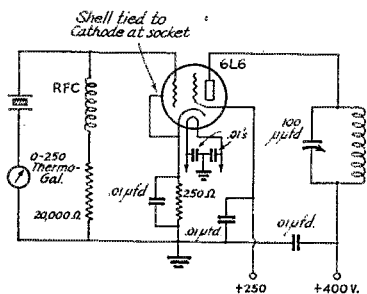 Shell tied to
Cathode at socket
6L6
RFC
.01's
100
μμfd
0-250
Thermo-
Gal.
.01μfd
250Ω
20,000Ω
.01μfd
.01μfd.
+250
+400 V.